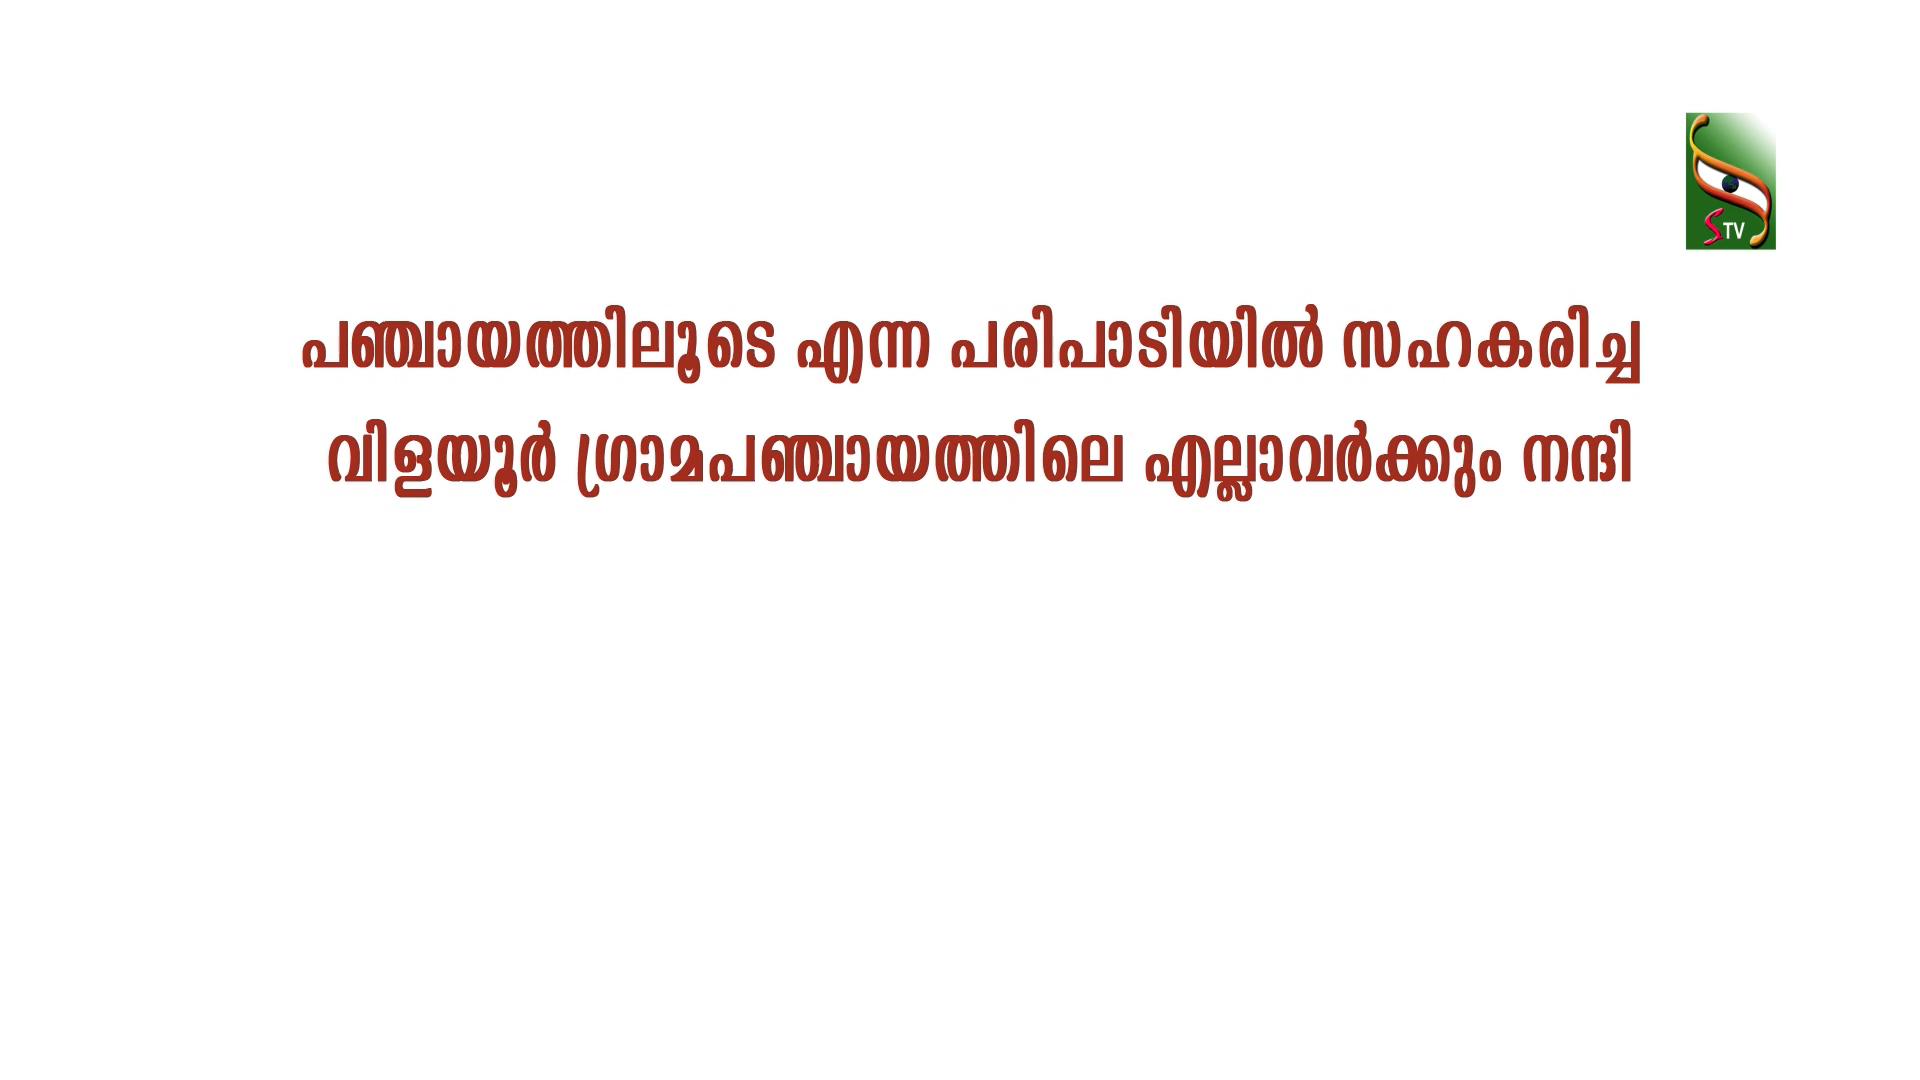 STV
പഞ്ചായത്തിലൂടെ എന്ന പരിപാടിയിൽ സഹകരിച്ച
വിളയൂർ ഗ്രാമപഞ്ചായത്തിലെ എല്ലാവർക്കും നന്ദി